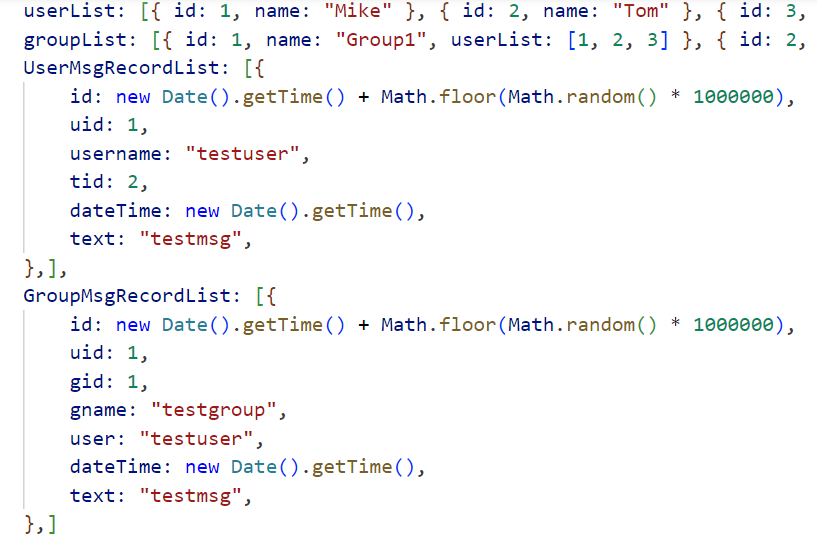 userList: [{ id: 1, name: "Mike" }, { id: 2, name: "Tom" }, { id: 3,
groupList: [{ id: 1, name: "Group1", userList: [1, 2, 3] }, { id: 2,
UserMsgRecordList: [{
    id: new Date().getTime() + Math.floor(Math.random() * 1000000),
    uid: 1,
    username: "testuser",
    tid: 2,
    dateTime: new Date().getTime(),
    text: "testmsg",
},],
GroupMsgRecordList: [{
    id: new Date().getTime() + Math.floor(Math.random() * 1000000),
    uid: 1,
    gid: 1,
    gname: "testgroup",
    user: "testuser",
    dateTime: new Date().getTime(),
    text: "testmsg",
},]